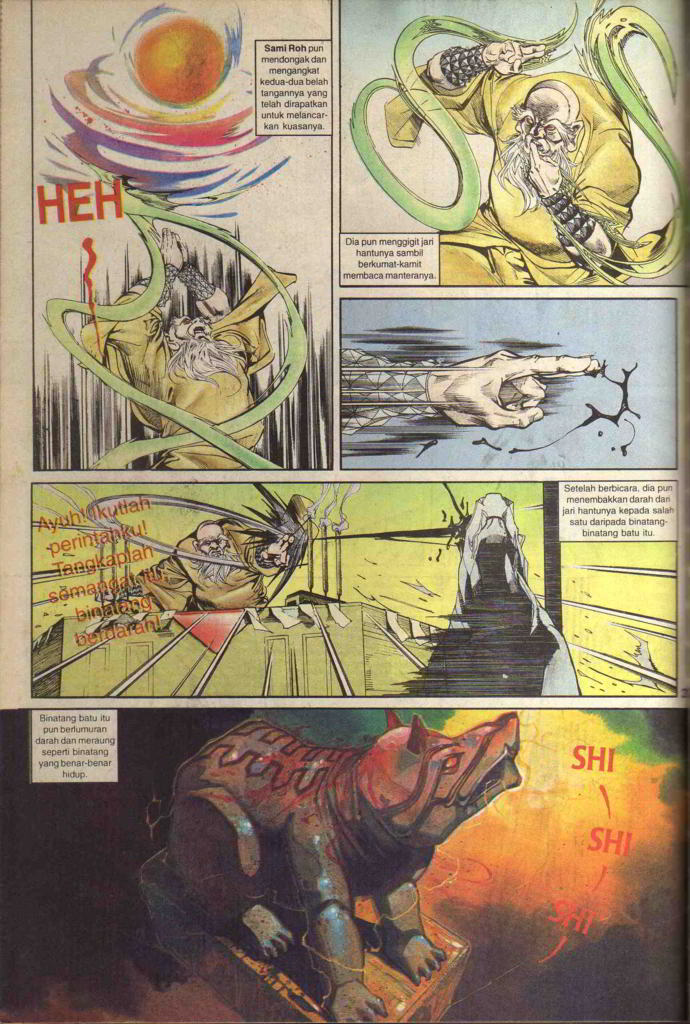 Sami Roh pun
mendongak dan
mengangkat
kedua-dua belah
tangannya yang
telah dirapatkan
untuk melancar-
kan kuasanya.
HEH
Dia pun menggigit jari
hantunya sambil
berkumat-kamit
membaca manteranya.
Ayuh! Ikutlah
perintahku!
Tangkaplah
semangat itu,
binatang
berdarah!
Setelah berbicara, dia pun
menembakkan darah dari
jari hantunya kepada salah
satu daripada binatang-
binatang batu itu.
Binatang batu itu
pun berlumuran
darah dan meraung
seperti binatang
yang benar-benar
hidup.
SHI
SHI
SHI